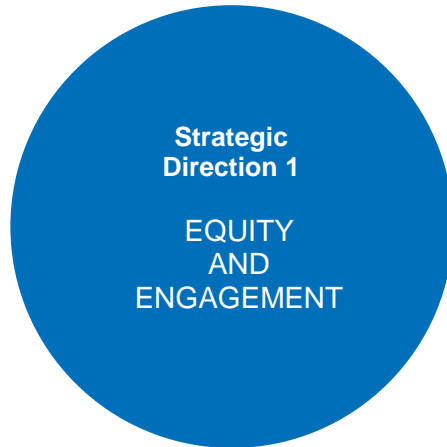 Strategic
Direction 1
EQUITY
AND
ENGAGEMENT